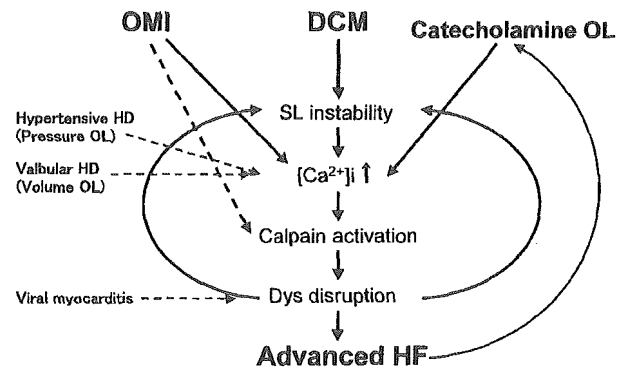 OMI
DCM
Catecholamine OL
SL instability
Hypertensive HD
(Pressure OL)
Valbular HD
(Volume OL)
[Ca²⁺]i ↑
Calpain activation
Viral myocarditis
Dys disruption
Advanced HF